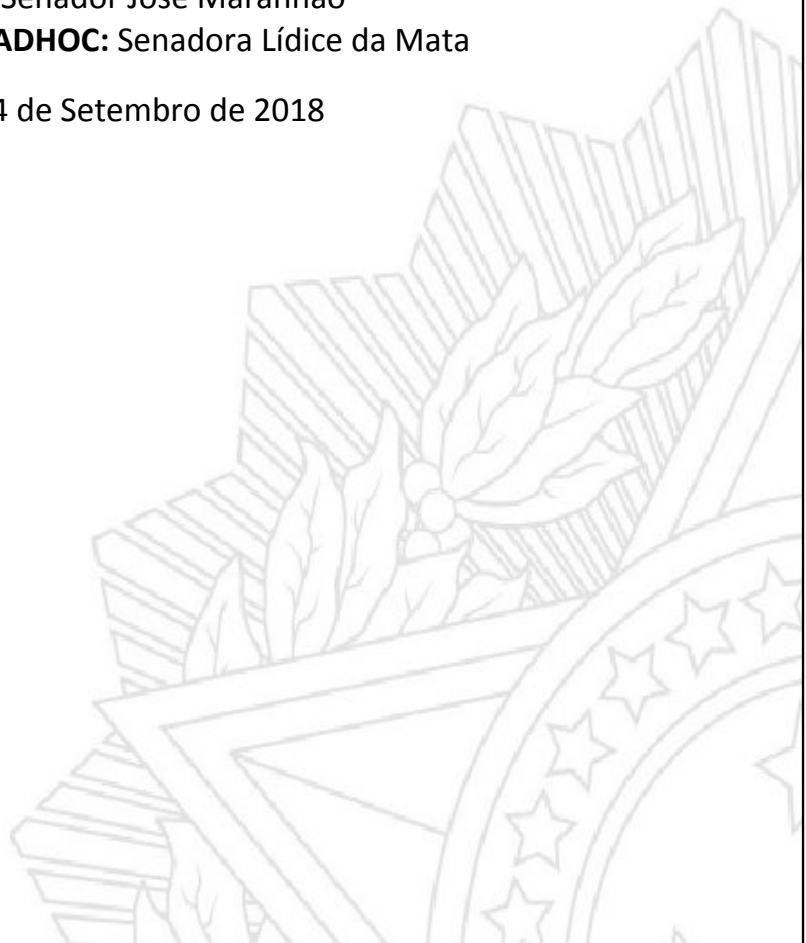 Senador José Maranhão
ADHOC: Senadora Lídice da Mata
4 de Setembro de 2018